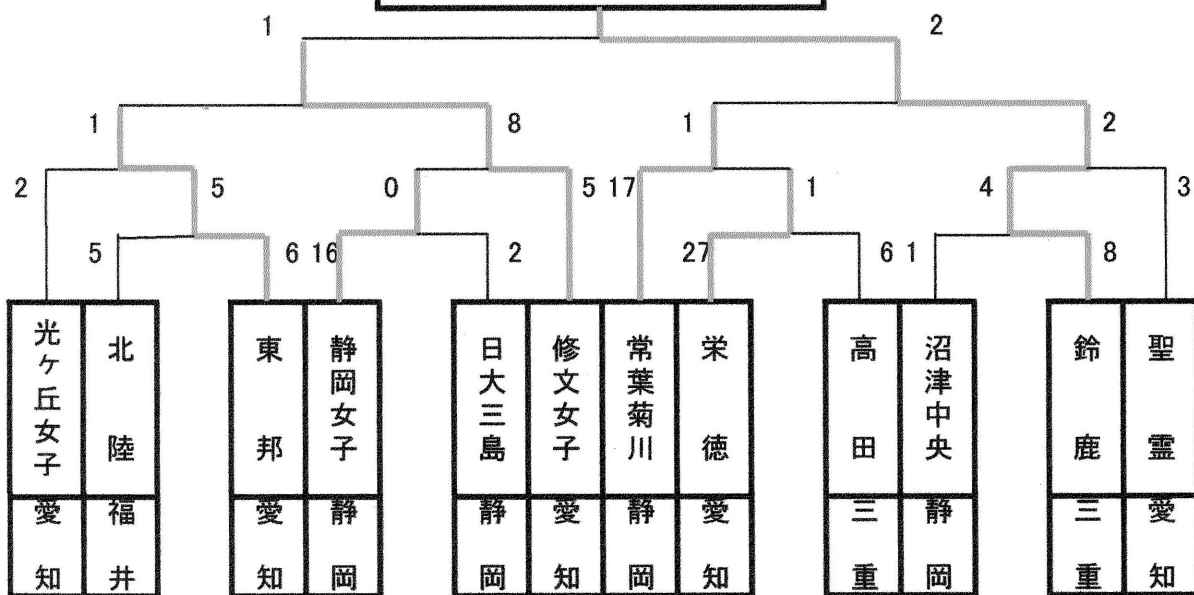 1 2
1 8 1 2
2 5 0 5 17 1 4 3
5 6 16 2 27 6 1 8
光ヶ丘女子
北陸
東邦
静岡女子
日大三島
修文女子
常葉菊川
栄徳
高田
沼津中央
鈴鹿
聖霊
愛知
福井
愛知
静岡
静岡
愛知
静岡
愛知
三重
静岡
三重
愛知